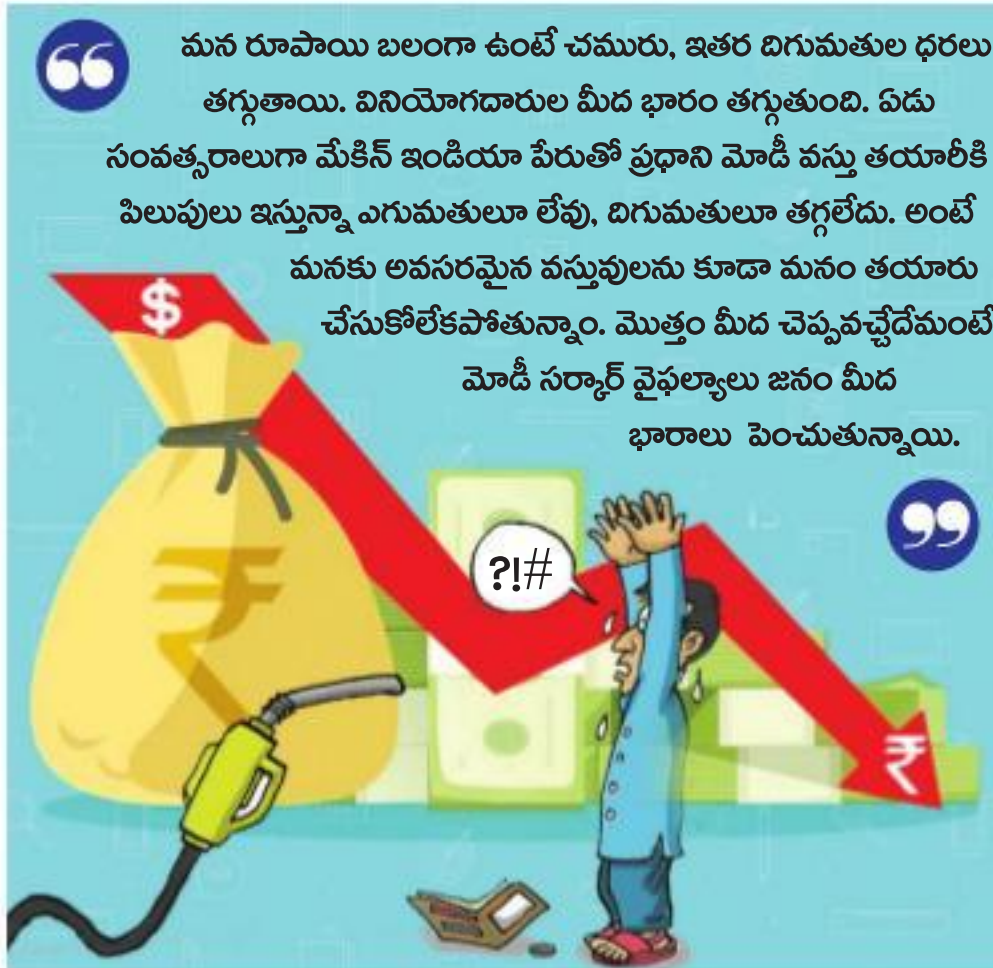 ❝
మన రూపాయి బలంగా ఉంటే చమురు, ఇతర దిగుమతుల ధరలు
తగ్గుతాయి. వినియోగదారుల మీద భారం తగ్గుతుంది. ఏడు
సంవత్సరాలుగా మేకిన్ ఇండియా పేరుతో ప్రధాని మోడీ వస్తు తయారీకి
పిలుపులు ఇస్తున్నా ఎగుమతులూ లేవు, దిగుమతులూ తగ్గలేదు. అంటే
మనకు అవసరమైన వస్తువులను కూడా మనం తయారు
చేసుకోలేకపోతున్నాం. మొత్తం మీద చెప్పవచ్చేదేమంటే
మోడీ సర్కార్ వైఫల్యాలు జనం మీద
భారాలు పెంచుతున్నాయి.
❞
$
₹
?!#
₹